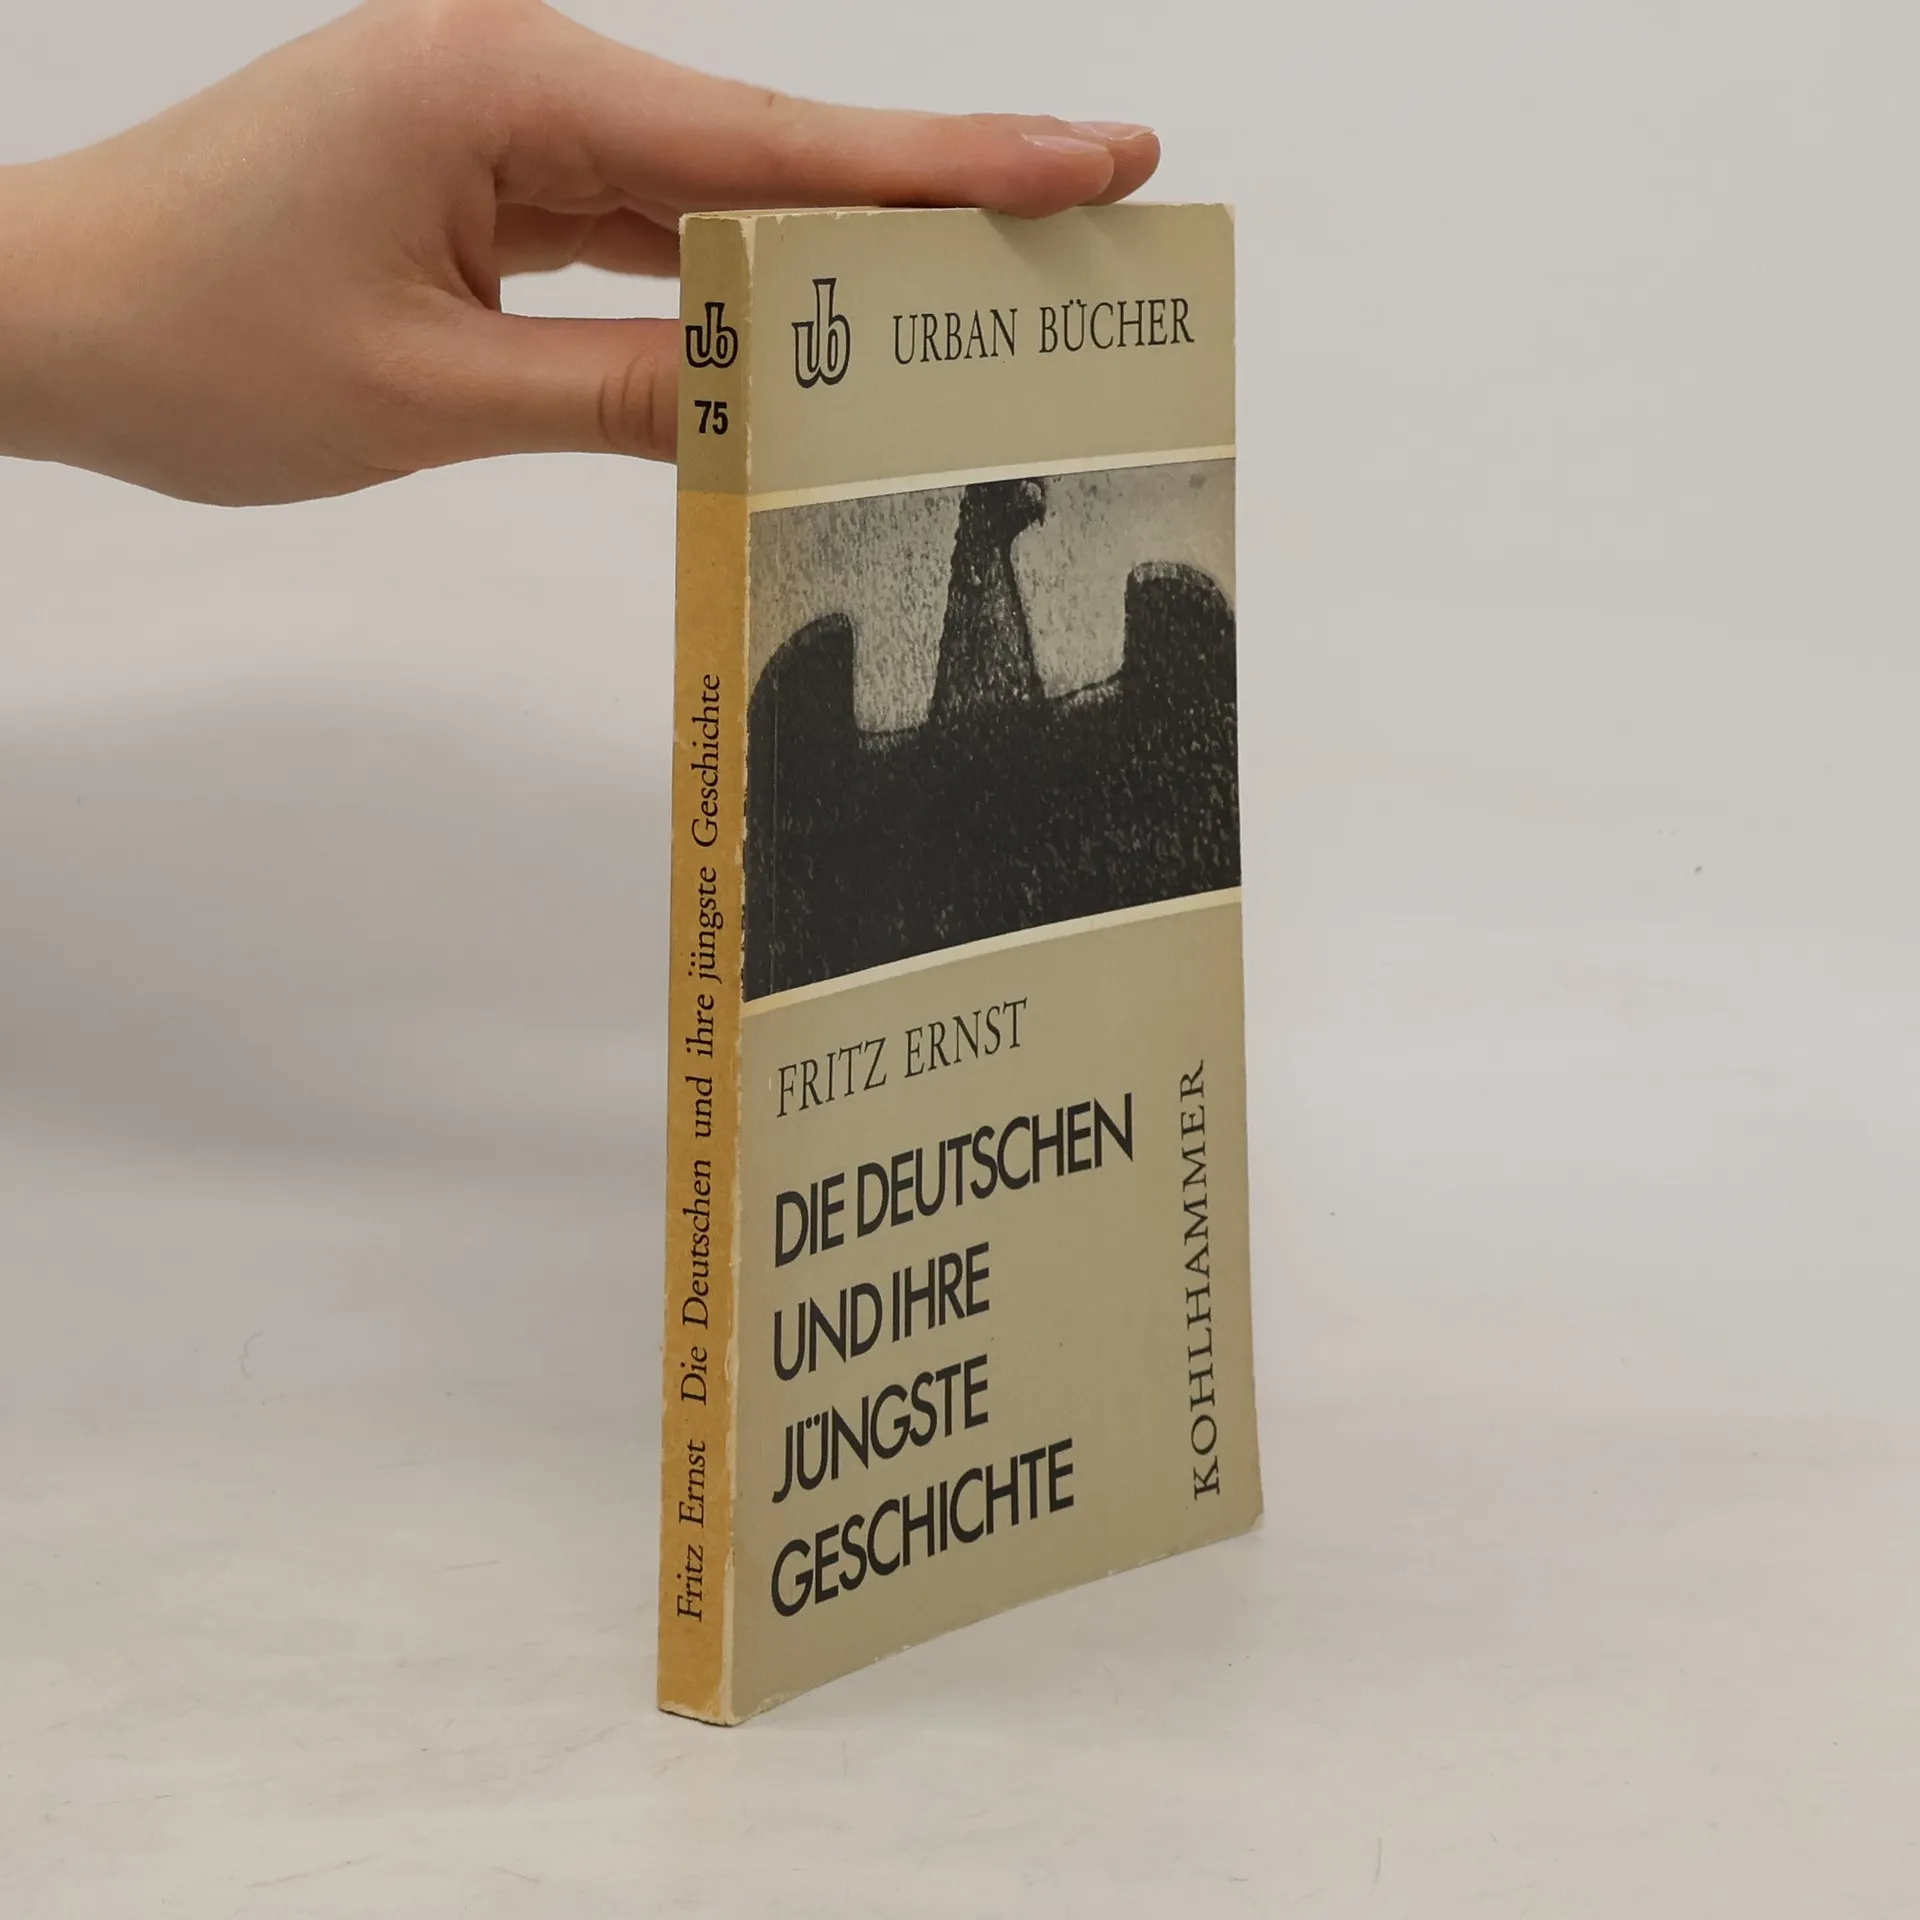 ub
75
Fritz Ernst Die Deutschen und ihre jüngste Geschichte
ub URBAN BÜCHER
FRITZ ERNST
DIE DEUTSCHEN
UND IHRE
JÜNGSTE
GESCHICHTE
KOHLHAMMER